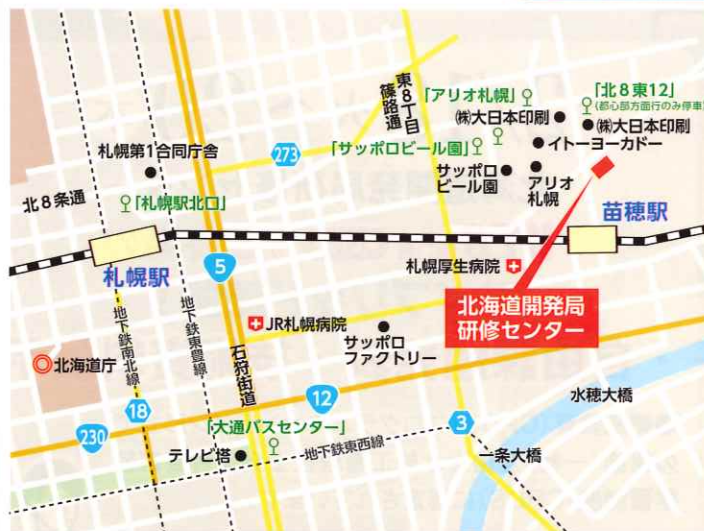 東8丁目
篠路通
「アリオ札幌」
㈱大日本印刷
「北8東12」
(都心部方面行のみ停車)
㈱大日本印刷
イトーヨーカドー
「サッポロビール園」
サッポロ
ビール園
アリオ
札幌
札幌第1合同庁舎
273
北8条通
「札幌駅北口」
苗穂駅
札幌駅
5
札幌厚生病院
北海道開発局
研修センター
地下鉄南北線
地下鉄東豊線
JR札幌病院
サッポロ
ファクトリー
石狩街道
北海道庁
18
12
水穂大橋
230
「大通バスセンター」
3
テレビ塔
地下鉄東西線
一条大橋